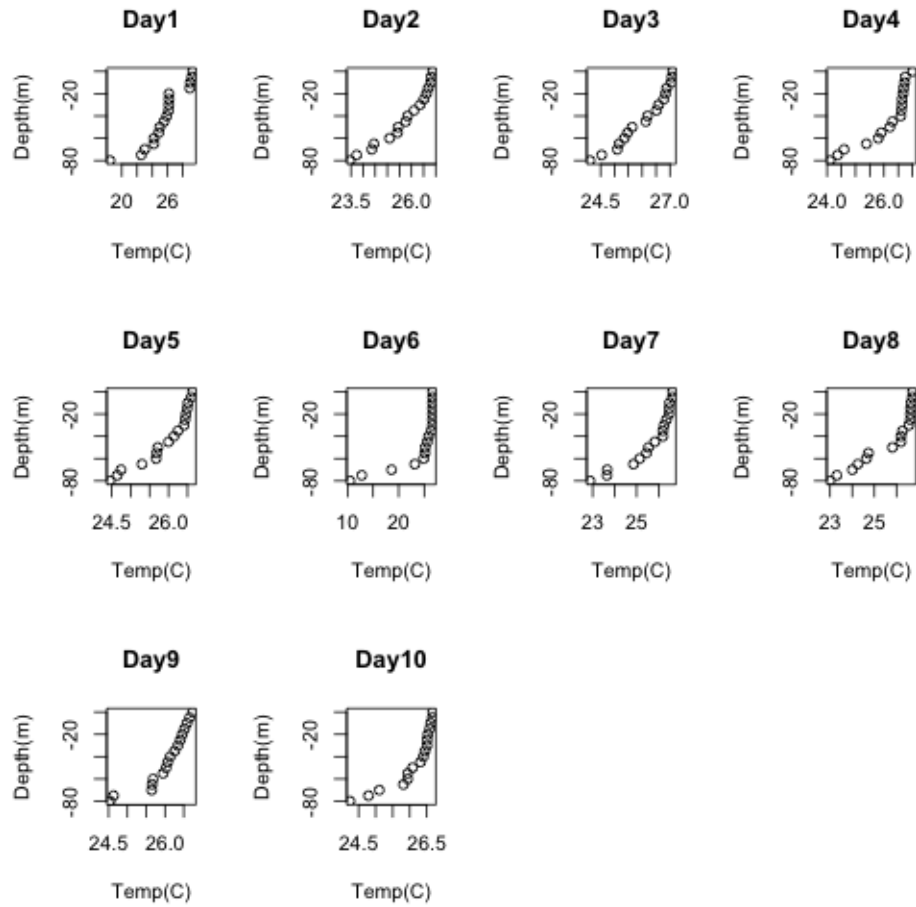 Day1 Day2 Day3 Day4
Depth(m) Depth(m) Depth(m) Depth(m)
-20 -20 -20 -20
-80 -80 -80 -80
20 26 23.5 26.0 24.5 27.0 24.0 26.0
Temp(C) Temp(C) Temp(C) Temp(C)
Day5 Day6 Day7 Day8
Depth(m) Depth(m) Depth(m) Depth(m)
-20 -20 -20 -20
-80 -80 -80 -80
24.5 26.0 10 20 23 25 23 25
Temp(C) Temp(C) Temp(C) Temp(C)
Day9 Day10
Depth(m) Depth(m)
-20 -20
-80 -80
24.5 26.0 24.5 26.5
Temp(C) Temp(C)